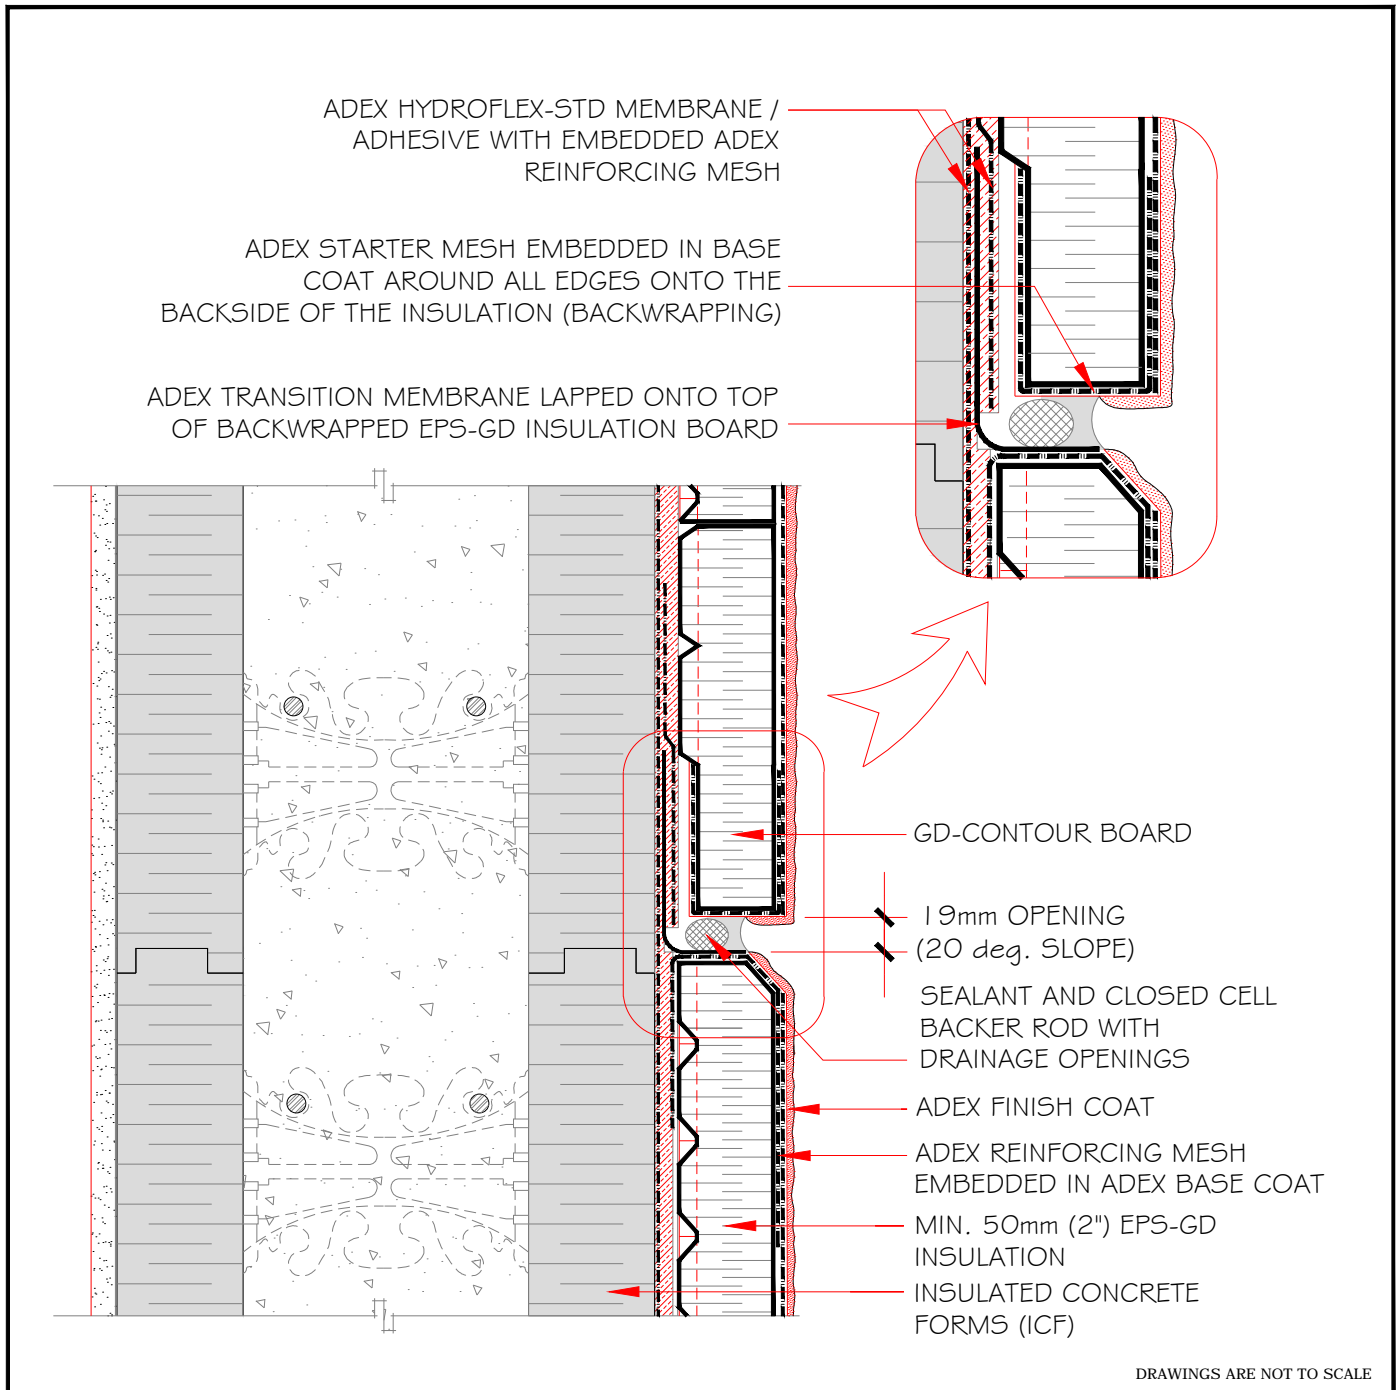 ADEX HYDROFLEX-STD MEMBRANE /
ADHESIVE WITH EMBEDDED ADEX
REINFORCING MESH
ADEX STARTER MESH EMBEDDED IN BASE
COAT AROUND ALL EDGES ONTO THE
BACKSIDE OF THE INSULATION (BACKWRAPPING)
ADEX TRANSITION MEMBRANE LAPPED ONTO TOP
OF BACKWRAPPED EPS-GD INSULATION BOARD
GD-CONTOUR BOARD
19mm OPENING
(20 deg. SLOPE)
SEALANT AND CLOSED CELL
BACKER ROD WITH
DRAINAGE OPENINGS
ADEX FINISH COAT
ADEX REINFORCING MESH
EMBEDDED IN ADEX BASE COAT
MIN. 50mm (2") EPS-GD
INSULATION
INSULATED CONCRETE
FORMS (ICF)
DRAWINGS ARE NOT TO SCALE